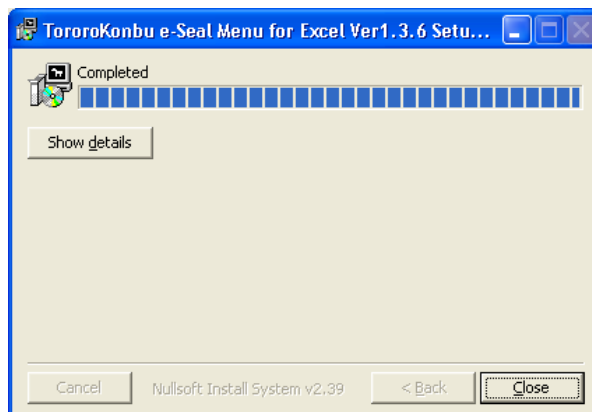 TororoKonbu e-Seal Menu for Excel Ver1.3.6 Setu...
Completed
Show details
Cancel
Nullsoft Install System v2.39
< Back
Close